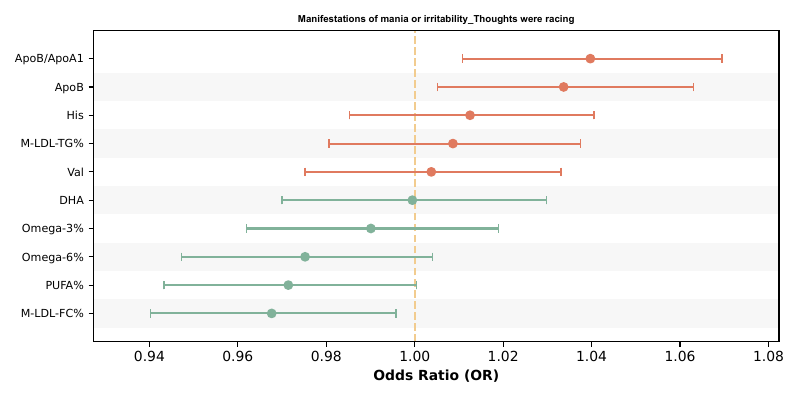 Manifestations of mania or irritability_Thoughts were racing
ApoB/ApoA1
ApoB
His
M-LDL-TG%
Val
DHA
Omega-3%
Omega-6%
PUFA%
M-LDL-FC%
0.94 0.96 0.98 1.00 1.02 1.04 1.06 1.08
Odds Ratio (OR)